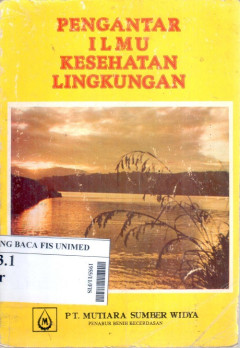 PENGANTAR
ILMU
KESEHATAN
LINGKUNGAN
NG BACA FIS UNIMED
3.1
r
M
PT. MUTIARA SUMBER WIDYA
PENABUR BENIH KECERDASAN